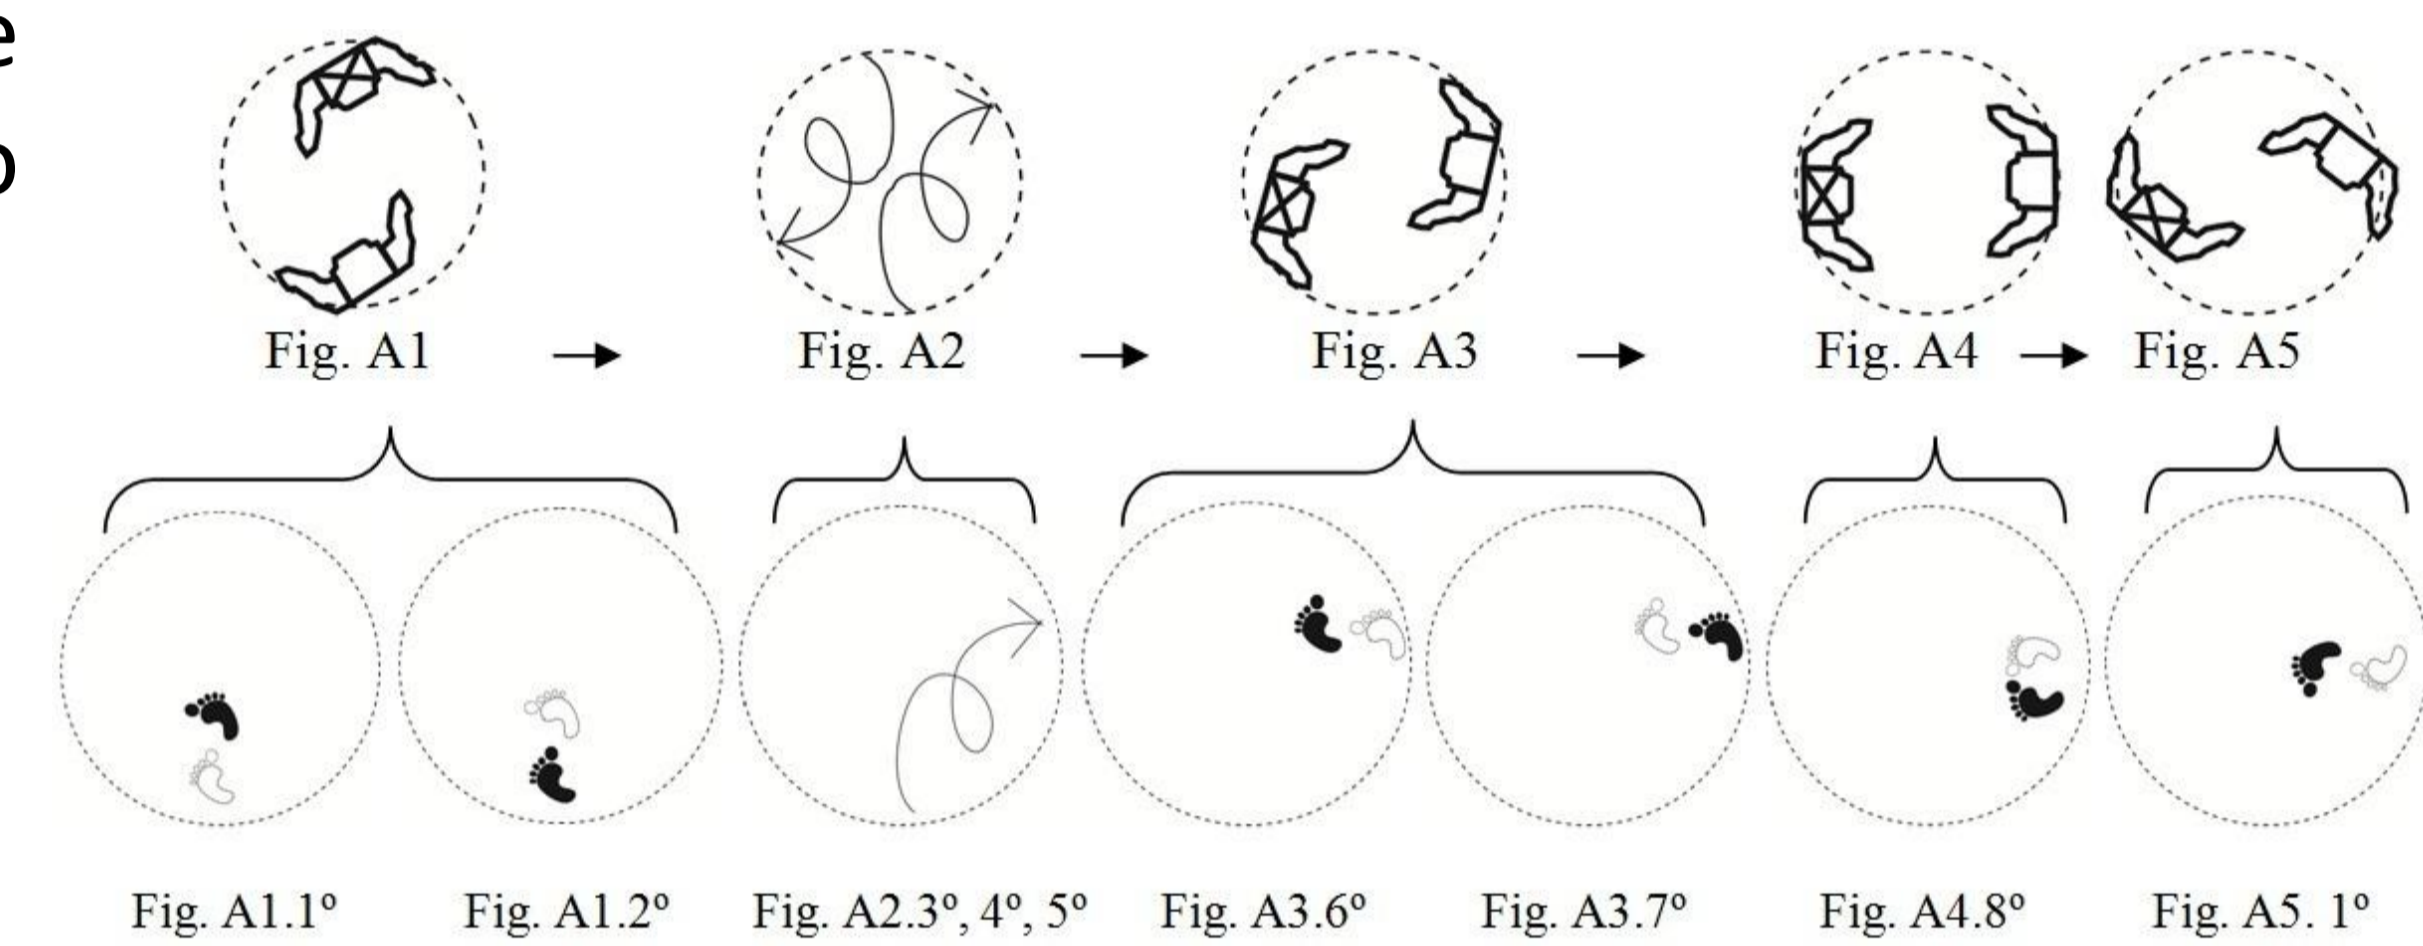 e
o
Fig. A1 → Fig. A2 → Fig. A3 → Fig. A4 → Fig. A5
Fig. A1.1º Fig. A1.2º Fig. A2.3º, 4º, 5º Fig. A3.6º Fig. A3.7º Fig. A4.8º Fig. A5. 1º